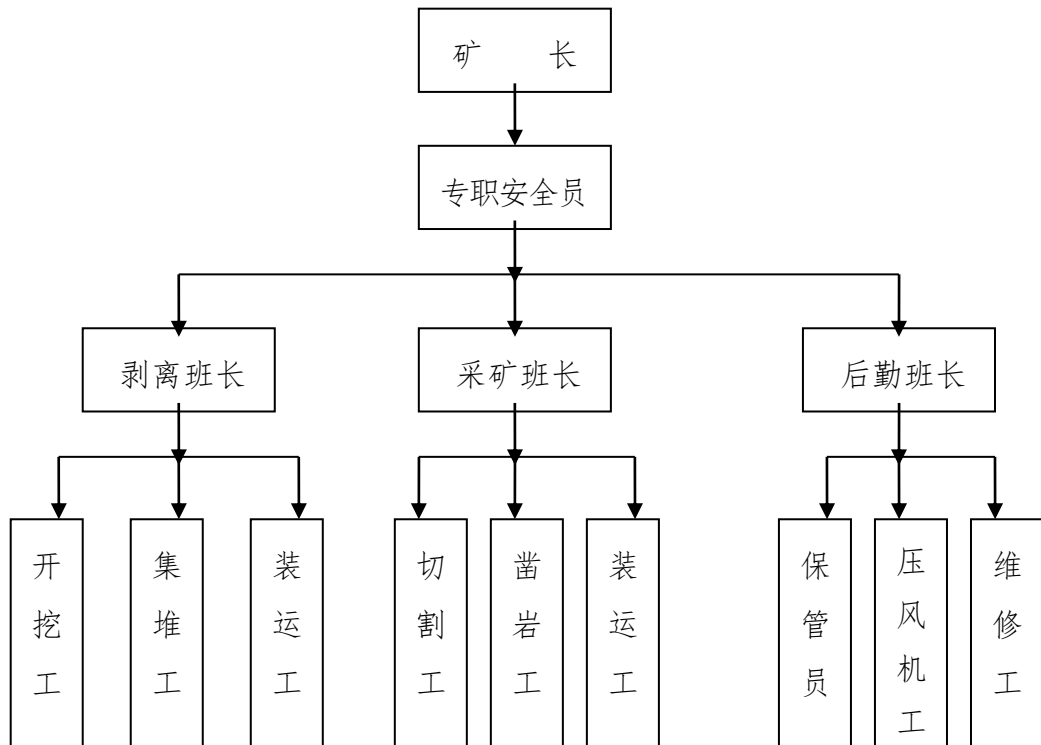 矿 长
专职安全员
剥离班长
采矿班长
后勤班长
开挖工
集堆工
装运工
切割工
凿岩工
装运工
保管员
压风机工
维修工